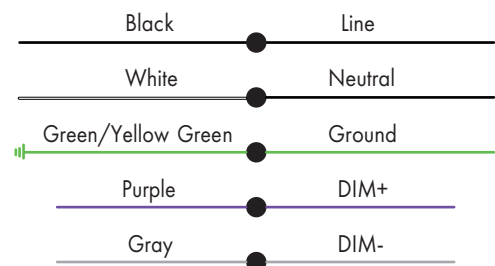 Black Line
White Neutral
Green/Yellow Green Ground
Purple DIM+
Gray DIM-